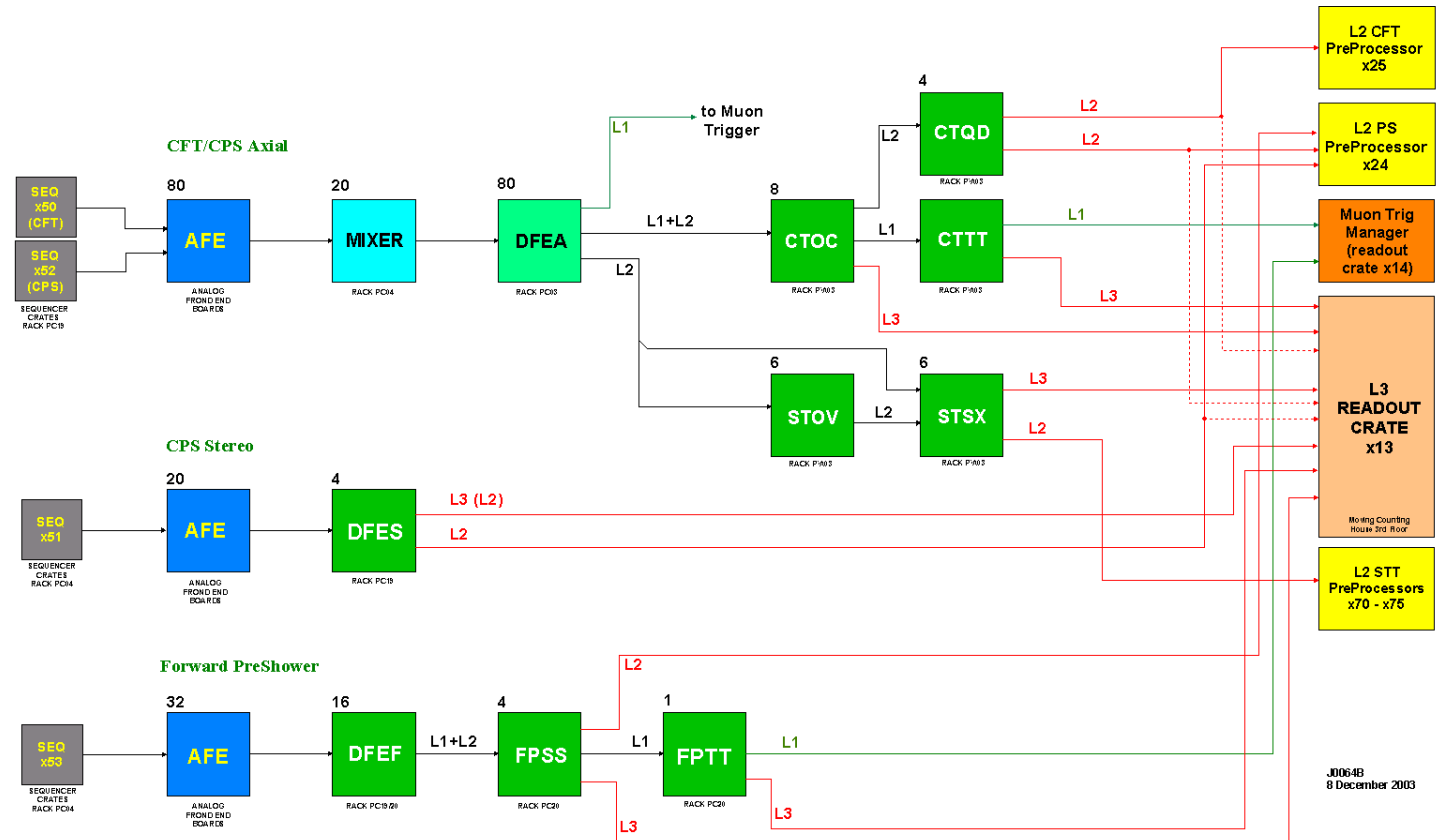 L2 CFT
PreProcessor
x25
4
L2
to Muon
Trigger
L1
L2
CTQD
L2
L2 PS
PreProcessor
x24
CFT/CPS Axial
80
20
80
8
RACK PW03
SEQ
x50
(CFT)
AFE
MIXER
DFEA
L1+L2
CTOC
L1
CTTT
L1
Muon Trig
Manager
(readout
crate x14)
SEQ
x52
(CPS)
L2
SEQUENCER
CRATES
RACK PC19
ANALOG
FROND END
BOARDS
RACK PC04
RACK PC03
RACK PW03
RACK PW03
L3
L3
6
6
STOV
L2
STSX
L3
L2
RACK PW03
RACK PW03
L3
READOUT
CRATE
x13
Moving Counting
House 3rd Floor
CPS Stereo
20
4
SEQ
x51
AFE
DFES
L3 (L2)
L2
SEQUENCER
CRATES
RACK PC04
ANALOG
FROND END
BOARDS
RACK PC19
L2 STT
PreProcessors
x70 - x75
Forward PreShower
32
16
4
1
L2
SEQ
x53
AFE
DFEF
L1+L2
FPSS
L1
FPTT
L1
SEQUENCER
CRATES
RACK PC04
ANALOG
FROND END
BOARDS
RACK PC19/20
RACK PC20
RACK PC20
L3
L3
J0064B
8 December 2003